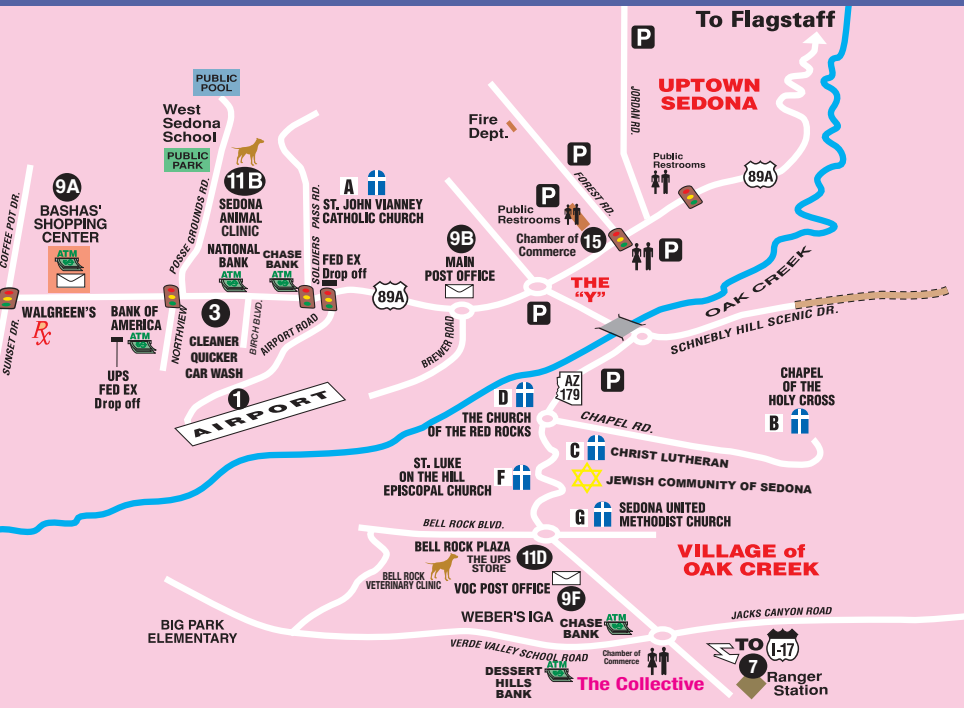 To Flagstaff
UPTOWN
SEDONA
P
JORDAN RD.
PUBLIC
POOL
West
Sedona
School
PUBLIC
PARK
Fire
Dept.
P
FOREST RD.
Public
Restrooms
89A
COFFEE POT DR.
9A
BASHAS'
SHOPPING
CENTER
ATM
POSSE GROUNDS RD.
11B
SEDONA
ANIMAL
CLINIC
NATIONAL
BANK
ATM
CHASE
BANK
ATM
SOLDIERS PASS RD.
A
ST. JOHN VIANNEY
CATHOLIC CHURCH
FED EX
Drop off
89A
9B
MAIN
POST OFFICE
P
Public
Restrooms
Chamber of
Commerce
15
P
THE
"Y"
P
OAK CREEK
SCHNEBLY HILL SCENIC DR.
SUNSET DR.
WALGREEN'S
Rx
BANK OF
AMERICA
ATM
UPS
FED EX
Drop off
NORTHVIEW
3
CLEANER
QUICKER
CAR WASH
BIRCH BLVD.
AIRPORT ROAD
BREWER ROAD
1
AIRPORT
AZ
179
P
D
THE CHURCH
OF THE RED ROCKS
CHAPEL RD.
CHAPEL
OF THE
HOLY CROSS
B
C
CHRIST LUTHERAN
JEWISH COMMUNITY OF SEDONA
ST. LUKE
ON THE HILL
EPISCOPAL CHURCH
F
G
SEDONA UNITED
METHODIST CHURCH
BELL ROCK BLVD.
BELL ROCK PLAZA
THE UPS
STORE
11D
BELL ROCK
VETERINARY CLINIC
VOC POST OFFICE
9F
VILLAGE of
OAK CREEK
WEBER'S IGA
CHASE
BANK
ATM
JACKS CANYON ROAD
BIG PARK
ELEMENTARY
VERDE VALLEY SCHOOL ROAD
Chamber of
Commerce
DESSERT
HILLS
BANK
ATM
The Collective
TO
I-17
7
Ranger
Station